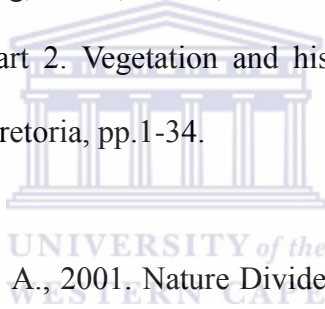 art 2. Vegetation and his
retoria, pp.1-34.
UNIVERSITY of the
A., 2001. Nature Divide
WESTERN CAPE